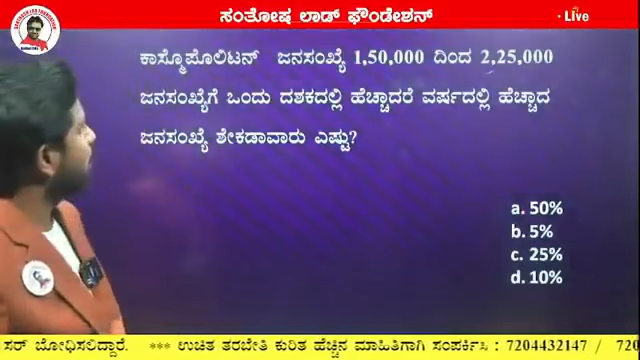 ಸಂತೋಷ ಲಾಡ್ ಫೌಂಡೇಶನ್
Live
ಕಾಸ್ಮೊಪೊಲಿಟನ್ ಜನಸಂಖ್ಯೆ 1,50,000 ದಿಂದ 2,25,000
ಜನಸಂಖ್ಯೆಗೆ ಒಂದು ದಶಕದಲ್ಲಿ ಹೆಚ್ಚಾದರೆ ವರ್ಷದಲ್ಲಿ ಹೆಚ್ಚಾದ
ಜನಸಂಖ್ಯೆ ಶೇಕಡಾವಾರು ಎಷ್ಟು?
a. 50%
b. 5%
c. 25%
d. 10%
ಸರ್ ಬೋಧಿಸಲಿದ್ದಾರೆ. *** ಉಚಿತ ತರಬೇತಿ ಕುರಿತ ಹೆಚ್ಚಿನ ಮಾಹಿತಿಗಾಗಿ ಸಂಪರ್ಕಿಸಿ : 7204432147 / 720